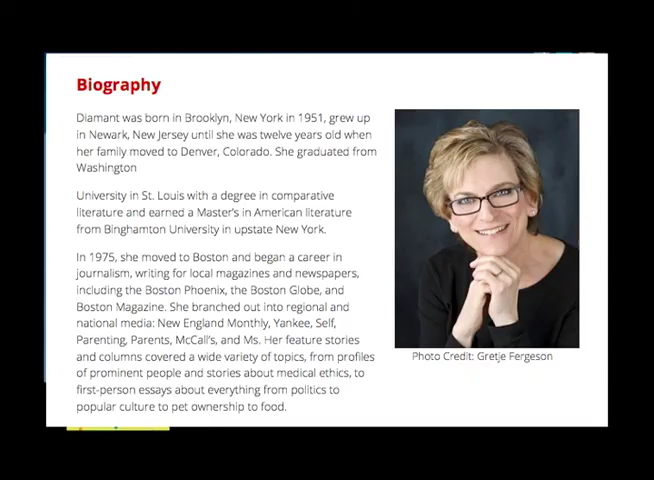 Biography
Diamant was born in Brooklyn, New York in 1951, grew up
in Newark, New Jersey until she was twelve years old when
her family moved to Denver, Colorado. She graduated from
Washington
University in St. Louis with a degree in comparative
literature and earned a Master's in American literature
from Binghamton University in upstate New York.
In 1975, she moved to Boston and began a career in
journalism, writing for local magazines and newspapers,
including the Boston Phoenix, the Boston Globe, and
Boston Magazine. She branched out into regional and
national media: New England Monthly, Yankee, Self,
Parenting, Parents, McCall's, and Ms. Her feature stories
and columns covered a wide variety of topics, from profiles
of prominent people and stories about medical ethics, to
first-person essays about everything from politics to
popular culture to pet ownership to food.
Photo Credit: Gretje Fergeson